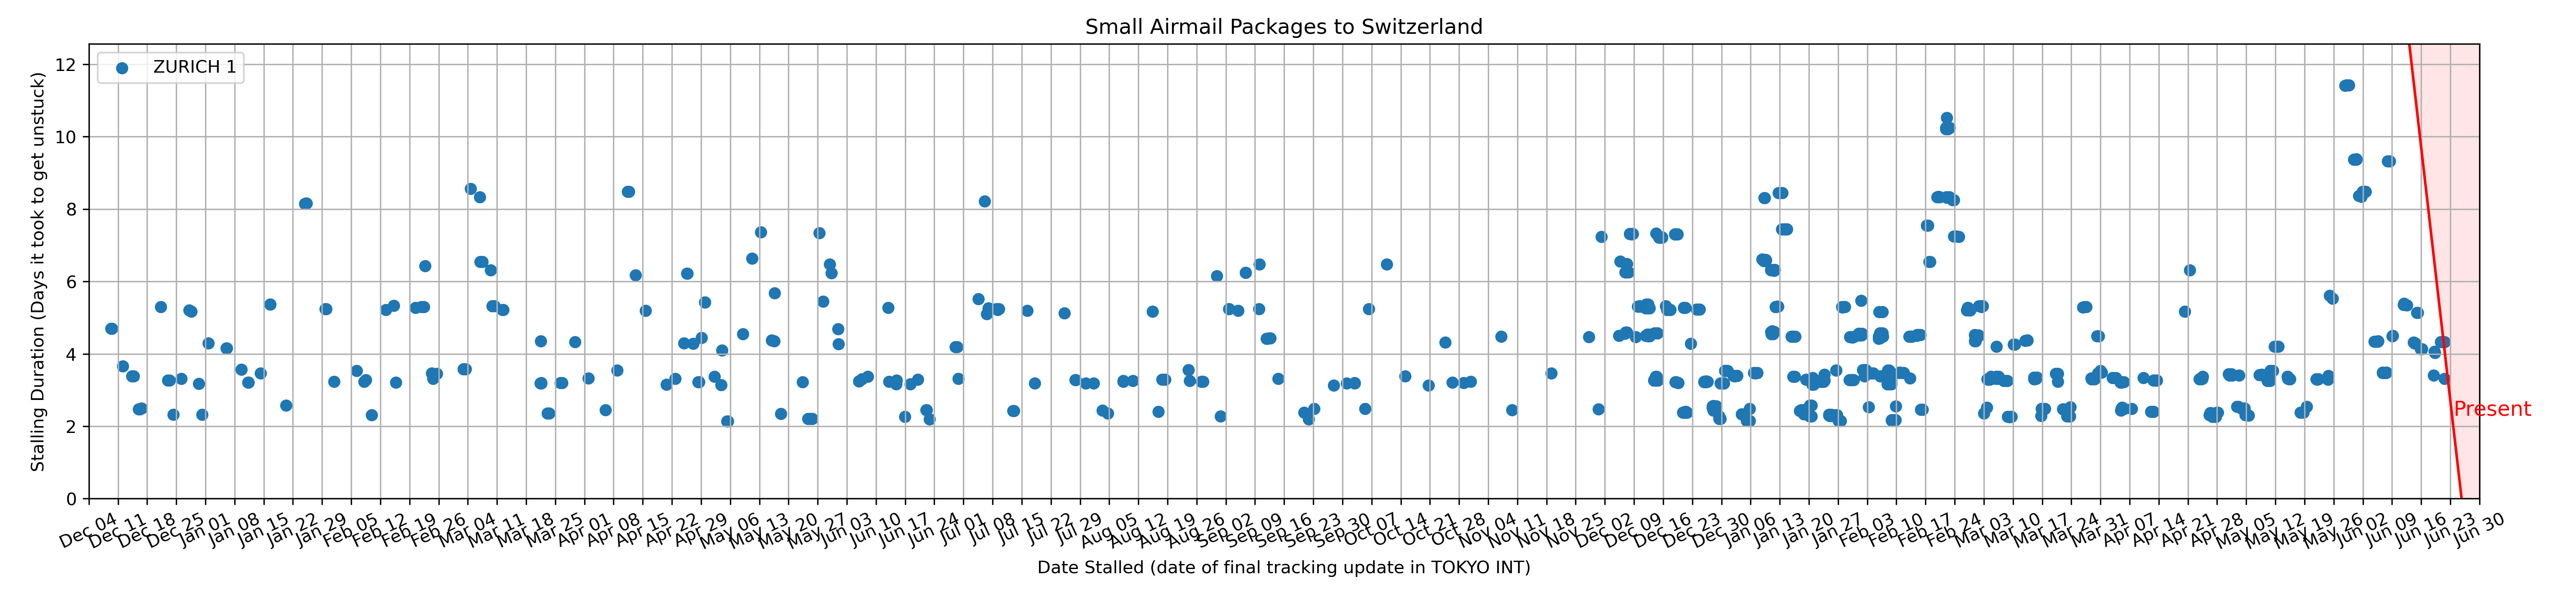 Small Airmail Packages to Switzerland
ZURICH 1
Stalling Duration (Days it took to get unstuck)
12
10
8
6
4
2
0
Present
Dec 04
Dec 11
Dec 18
Dec 25
Jan 01
Jan 08
Jan 15
Jan 22
Jan 29
Feb 05
Feb 12
Feb 19
Feb 26
Mar 04
Mar 11
Mar 18
Mar 25
Apr 01
Apr 08
Apr 15
Apr 22
Apr 29
May 06
May 13
May 20
May 27
Jun 03
Jun 10
Jun 17
Jun 24
Jul 01
Jul 08
Jul 15
Jul 22
Jul 29
Aug 05
Aug 12
Aug 19
Aug 26
Sep 02
Sep 09
Sep 16
Sep 23
Sep 30
Oct 07
Oct 14
Oct 21
Oct 28
Nov 04
Nov 11
Nov 18
Nov 25
Dec 02
Dec 09
Dec 16
Dec 23
Dec 30
Jan 06
Jan 13
Jan 20
Jan 27
Feb 03
Feb 10
Feb 17
Feb 24
Mar 03
Mar 10
Mar 17
Mar 24
Mar 31
Apr 07
Apr 14
Apr 21
Apr 28
May 05
May 12
May 19
May 26
Jun 02
Jun 09
Jun 16
Jun 23
Jun 30
Date Stalled (date of final tracking update in TOKYO INT)